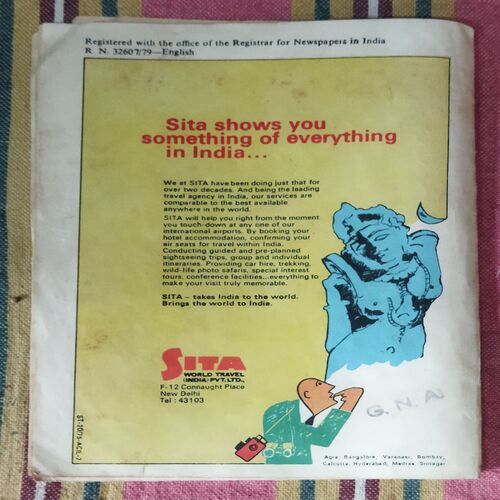 Registered with the office of the Registrar for Newspapers in India
R. N. 32607/79—English
Sita shows you
something of everything
in India...
We at SITA have been doing just that for
over two decades. And being the leading
travel agency in India, our services are
comparable to the best available
anywhere in the world.
SITA will help you right from the moment
you touch-down at any one of our
international airports. By booking your
hotel accommodation, confirming your
air seats for travel within India.
Conducting guided and pre-planned
sightseeing trips, group and individual
itineraries. Providing car hire, trekking,
wild-life photo safaris, special interest
tours, conference facilities...everything to
make your visit truly memorable.
SITA – takes India to the world.
Brings the world to India.
SITA
WORLD TRAVEL
(INDIA) PVT. LTD.,
F-12 Connaught Place
New Delhi
Tel : 43103
G.N.A.
Agra, Bangalore, Varanasi, Bombay,
Calcutta, Hyderabad, Madras, Srinagar